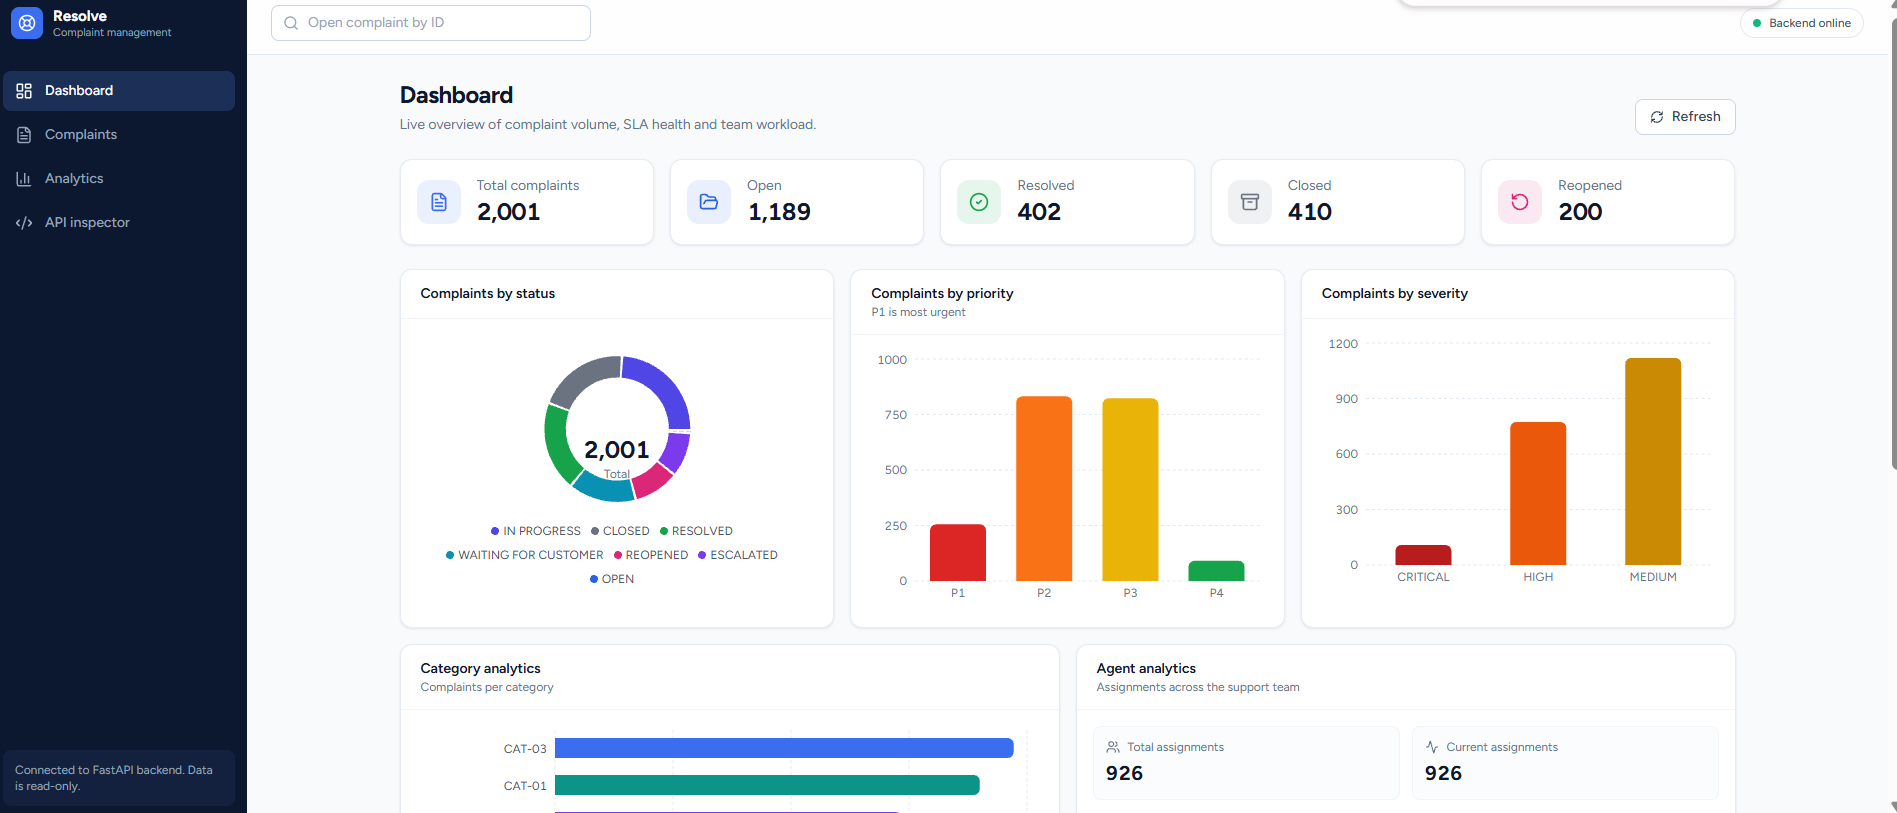 Resolve
Complaint management
Dashboard
Complaints
Analytics
API inspector
Connected to FastAPI backend. Data
is read-only.
Open complaint by ID
Backend online
Dashboard
Live overview of complaint volume, SLA health and team workload.
Refresh
Total complaints
2,001
Open
1,189
Resolved
402
Closed
410
Reopened
200
Complaints by status
2,001
Total
IN PROGRESS CLOSED RESOLVED
WAITING FOR CUSTOMER REOPENED ESCALATED
OPEN
Complaints by priority
P1 is most urgent
1000
750
500
250
0
P1 P2 P3 P4
Complaints by severity
1200
900
600
300
0
CRITICAL HIGH MEDIUM
Category analytics
Complaints per category
CAT-03
CAT-01
Agent analytics
Assignments across the support team
Total assignments
926
Current assignments
926